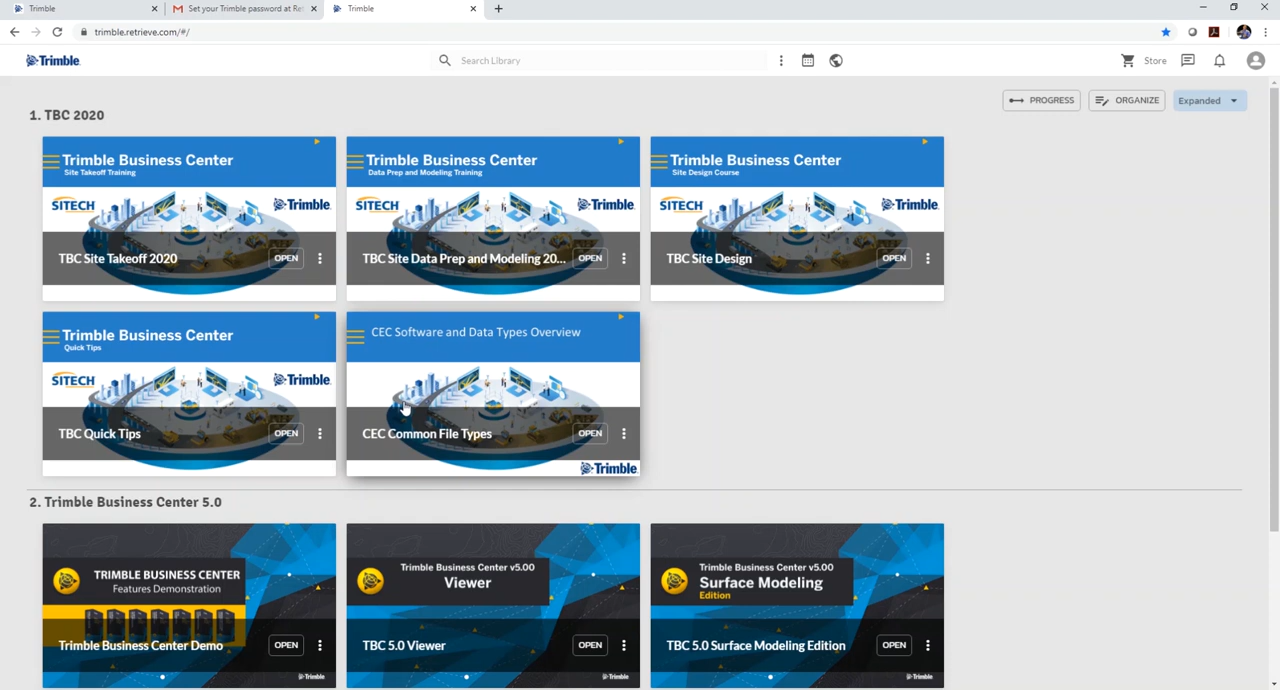 Trimble
Set your Trimble password at Ret
Trimble
trimble.retrieve.com/#/
Trimble
Search Library
Store
PROGRESS
ORGANIZE
Expanded
1. TBC 2020
Trimble Business Center
Site Takeoff Training
SITECH
Trimble
TBC Site Takeoff 2020
OPEN
Trimble Business Center
Data Prep and Modeling Training
SITECH
Trimble
TBC Site Data Prep and Modeling 20...
OPEN
Trimble Business Center
Site Design Course
SITECH
Trimble
TBC Site Design
OPEN
Trimble Business Center
Quick Tips
SITECH
Trimble
TBC Quick Tips
OPEN
CEC Software and Data Types Overview
CEC Common File Types
OPEN
Trimble
2. Trimble Business Center 5.0
TRIMBLE BUSINESS CENTER
Features Demonstration
Trimble Business Center Demo
OPEN
Trimble
Trimble Business Center v5.00
Viewer
TBC 5.0 Viewer
OPEN
Trimble
Trimble Business Center v5.00
Surface Modeling
Edition
TBC 5.0 Surface Modeling Edition
OPEN
Trimble